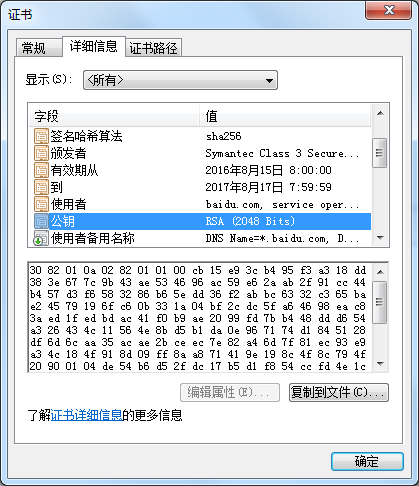 证书
常规 详细信息 证书路径
显示(S): <所有>
字段 值
签名哈希算法 sha256
颁发者 Symantec Class 3 Secure...
有效期从 2016年8月15日 8:00:00
到 2017年8月17日 7:59:59
使用者 baidu.com, service oper...
公钥 RSA (2048 Bits)
使用者备用名称 DNS Name=*.baidu.com, D...
30 82 01 0a 02 82 01 01 00 cb 15 e9 3c b4 95 f3 a3 18 dd
38 3e 67 7c 9b 43 ae 53 46 96 ac 59 e6 2a ab 2f 91 cc 44
b4 57 d3 f6 58 32 86 b6 5e dd 36 f2 ab bc 63 32 c3 65 ba
e2 45 79 19 6f c6 0b 33 1a 04 bf 2c dc 5f a6 46 98 ea c8
3a ed 1f ed bd ac 41 f0 b9 ae 20 99 fd 7b b4 48 dd d6 54
a3 26 43 4c 11 56 4e 8b d5 b1 da 0e 96 71 74 d1 84 51 28
df 6d 6c aa 35 ac ae 2b ce ec 7e 82 a4 e6 d7 f1 81 ec 93 e9
a3 4c 18 4f 91 8d 09 ff 8a a8 71 41 9e 19 8c 4f 8c 79 4f
20 90 01 04 de 54 b6 d5 2f dc 17 b5 d1 f8 54 cc fd 4e 1c
编辑属性(E)... 复制到文件(C)...
了解证书详细信息的更多信息
确定